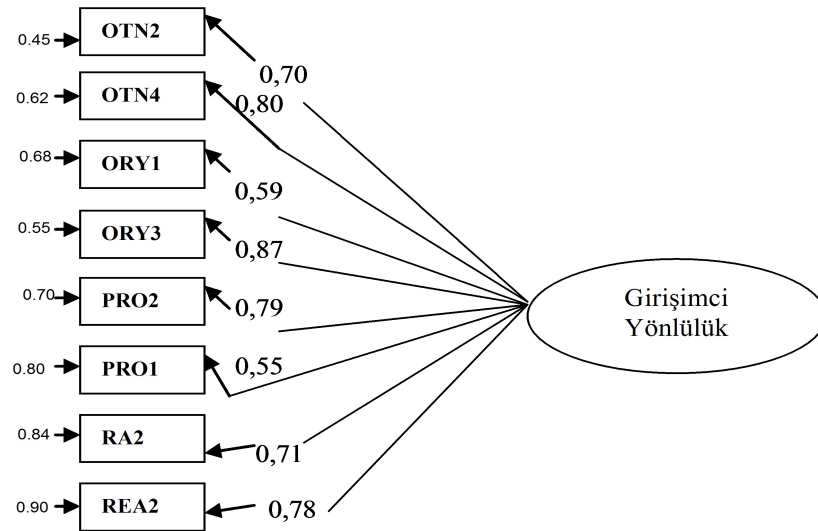 0.45 OTN2 0,70
0.62 OTN4 0,80
0.68 ORY1 0,59
0.55 ORY3 0,87
0.70 PRO2 0,79
0.80 PRO1 0,55
0.84 RA2 0,71
0.90 REA2 0,78
Girişimci
Yönlülük